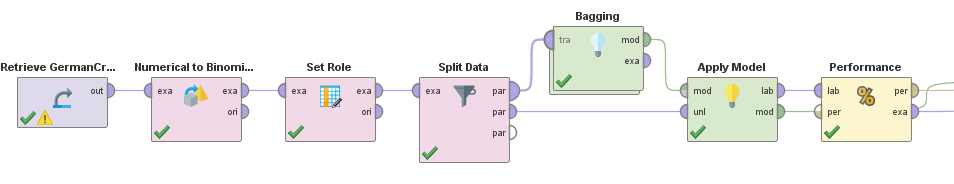 Bagging
tra
mod
exa
Retrieve GermanCr...
out
Numerical to Binomi...
exa
exa
ori
Set Role
exa
exa
ori
Split Data
exa
par
par
par
Apply Model
mod
unl
lab
mod
Performance
%
lab
per
per
exa